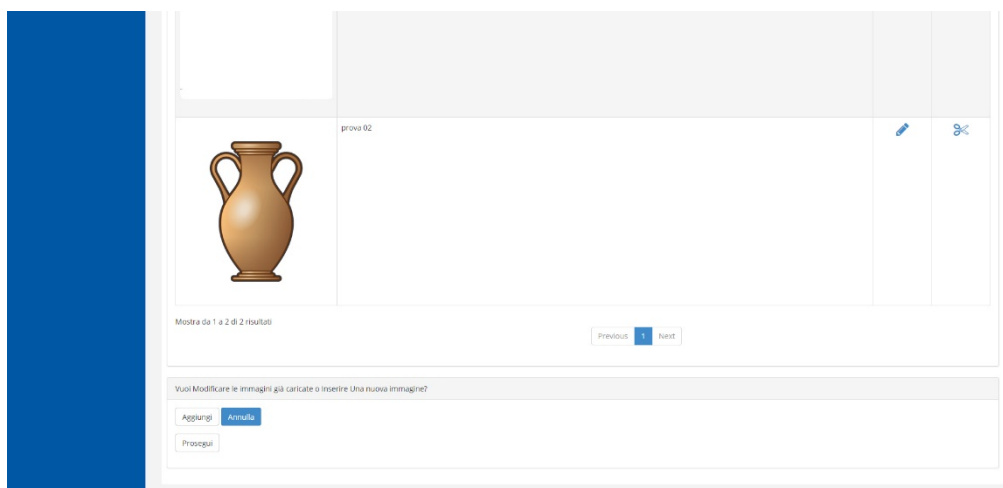 prova 02
Mostra da 1 a 2 di 2 risultati
Previous 1 Next
Vuoi Modificare le immagini già caricate o Inserire Una nuova immagine?
Aggiungi Annulla
Prosegui